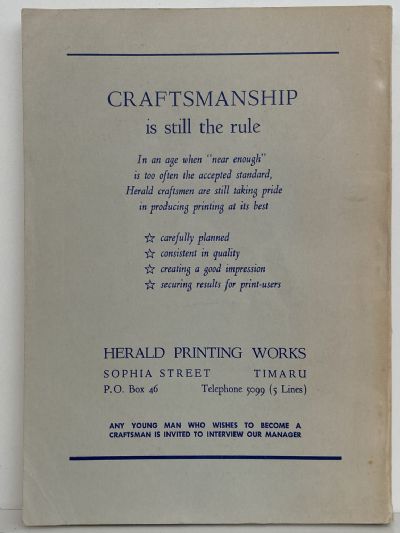 CRAFTSMANSHIP
is still the rule
In an age when "near enough"
is too often the accepted standard,
Herald craftsmen are still taking pride
in producing printing at its best
☆ carefully planned
☆ consistent in quality
☆ creating a good impression
☆ securing results for print-users
HERALD PRINTING WORKS
SOPHIA STREET TIMARU
P.O. Box 46 Telephone 5099 (5 Lines)
ANY YOUNG MAN WHO WISHES TO BECOME A
CRAFTSMAN IS INVITED TO INTERVIEW OUR MANAGER